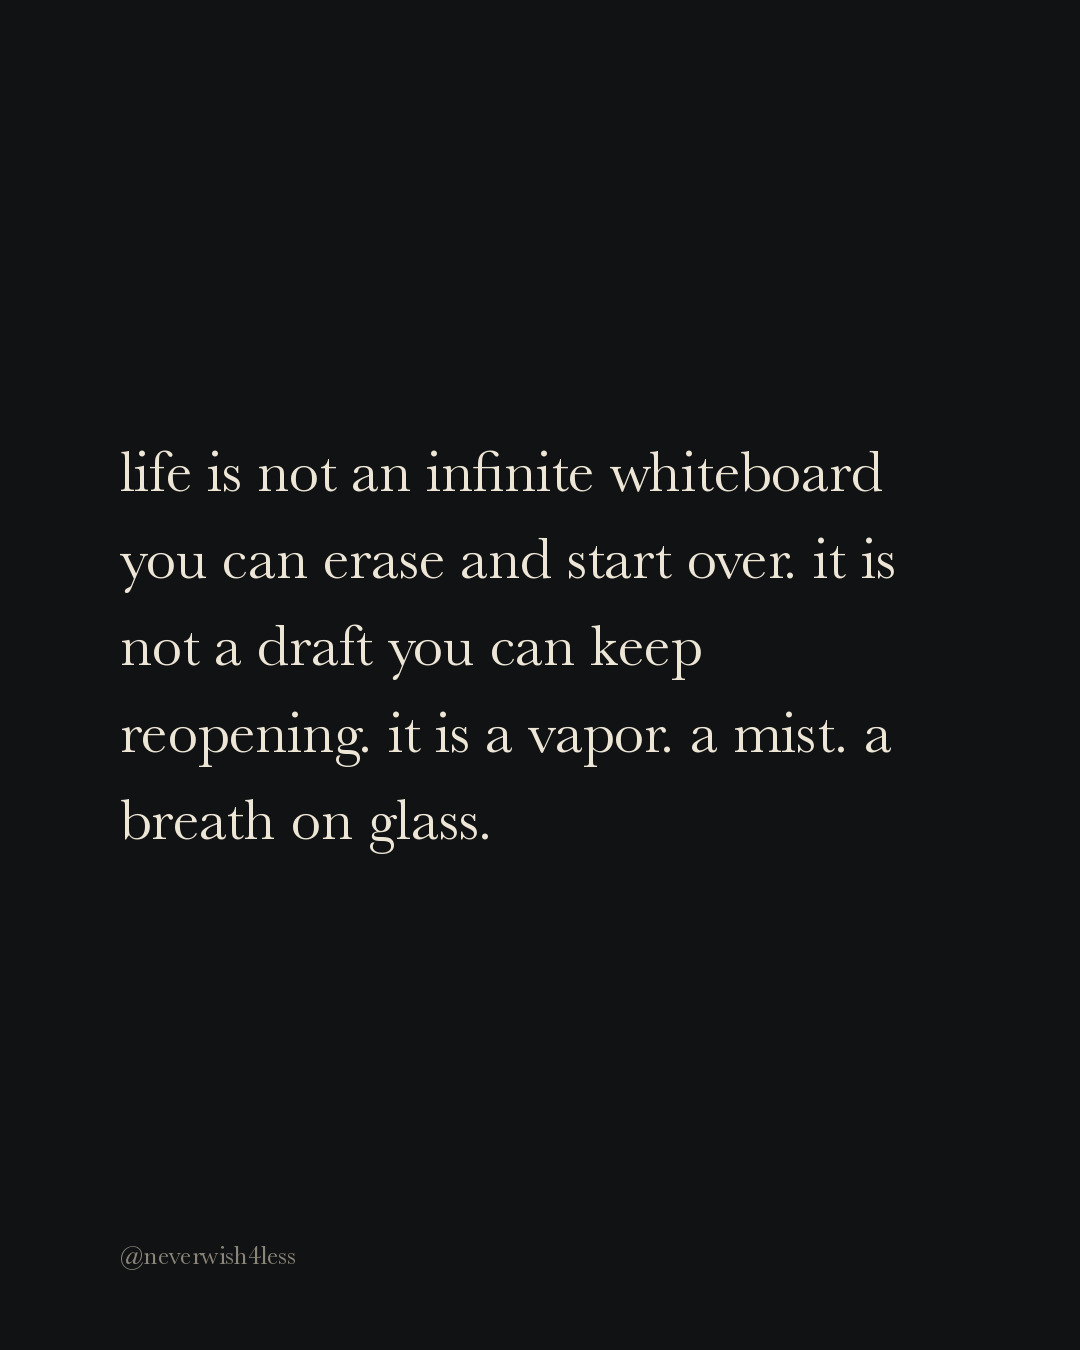 life is not an infinite whiteboard
you can erase and start over. it is
not a draft you can keep
reopening. it is a vapor. a mist. a
breath on glass.
@neverwish4less